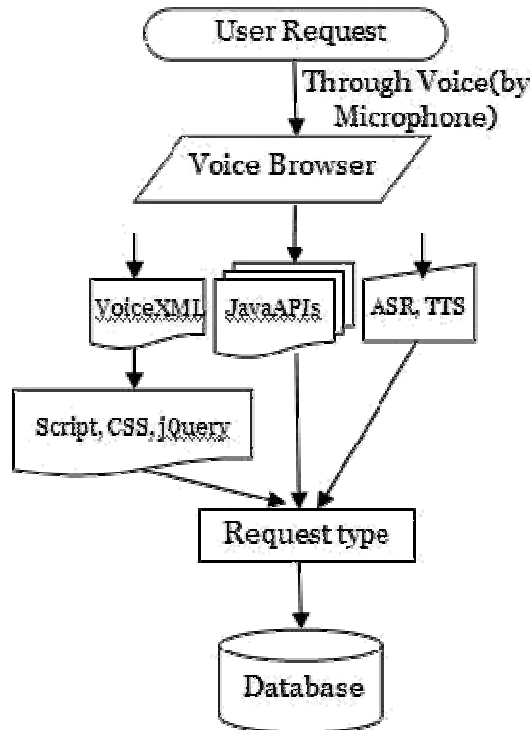 User Request
Through Voice(by
Microphone)
Voice Browser
VoiceXML
JavaAPIs
ASR, TTS
Script, CSS, jQuery
Request type
Database